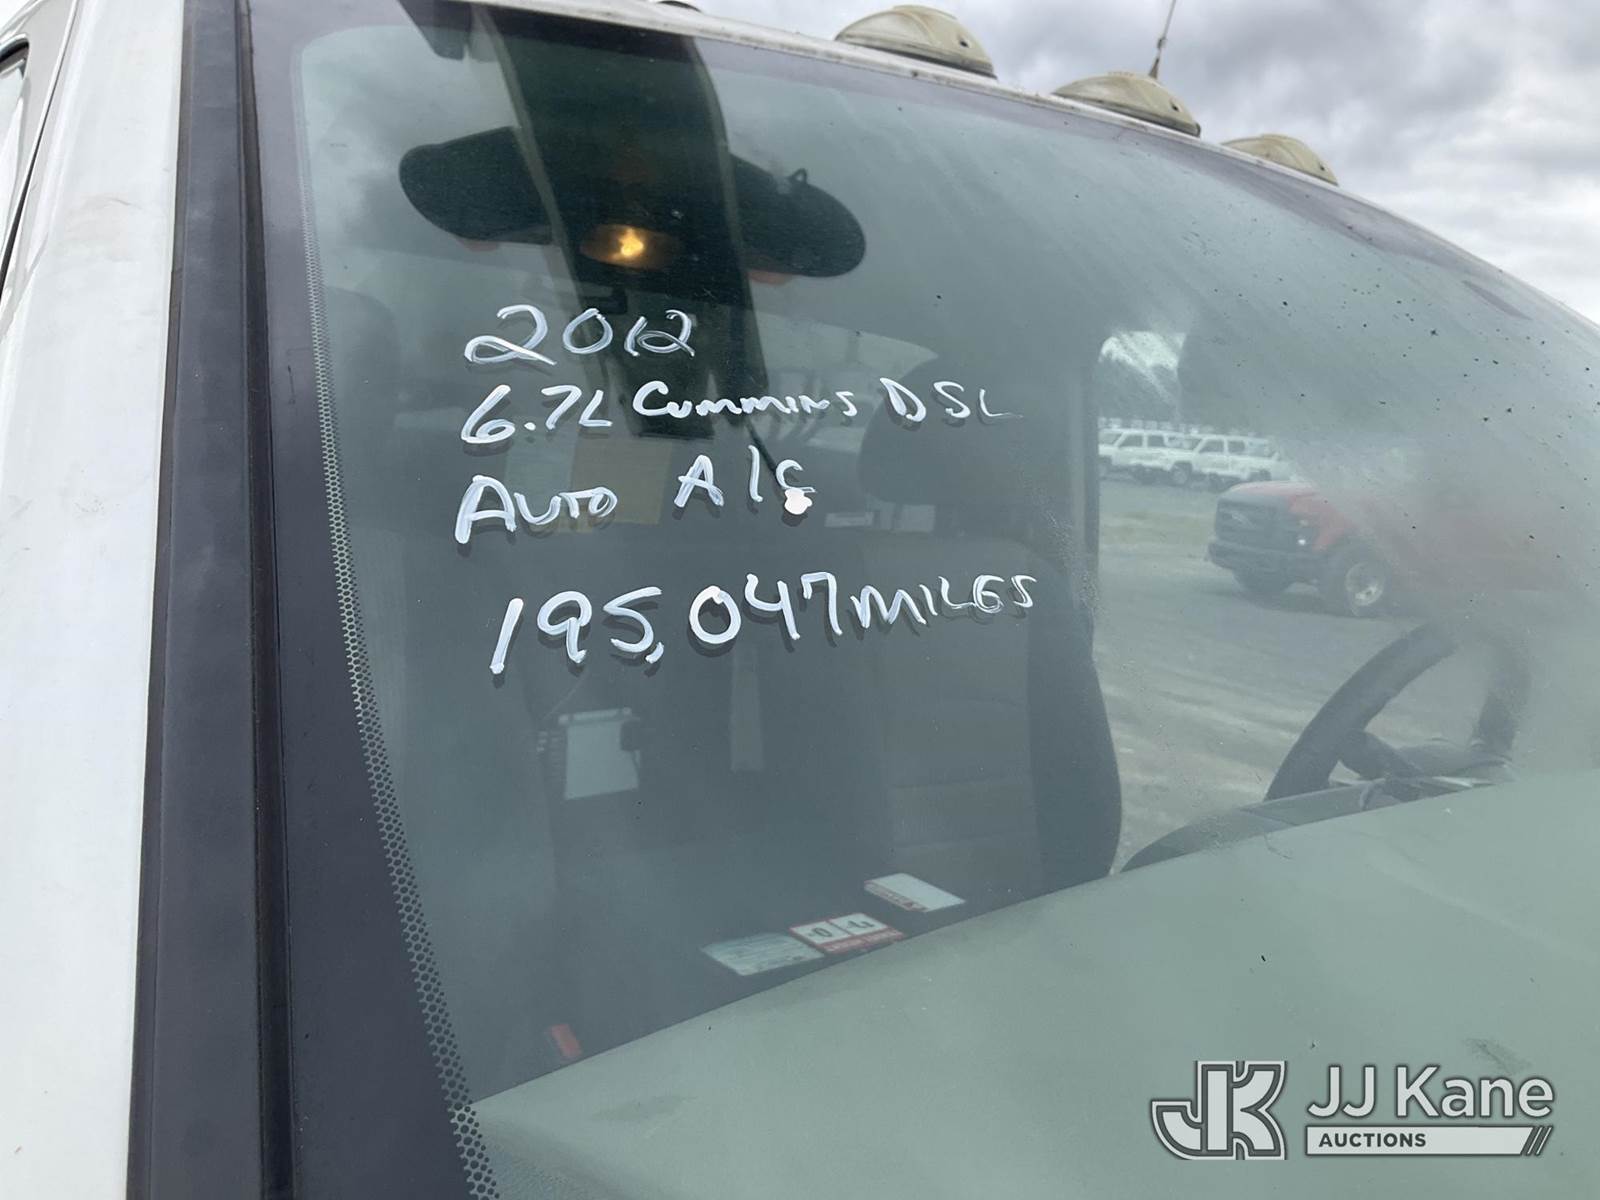 2012
6.7L Cummins DSL
Auto A/C
195,047 MILES
JJ Kane
AUCTIONS